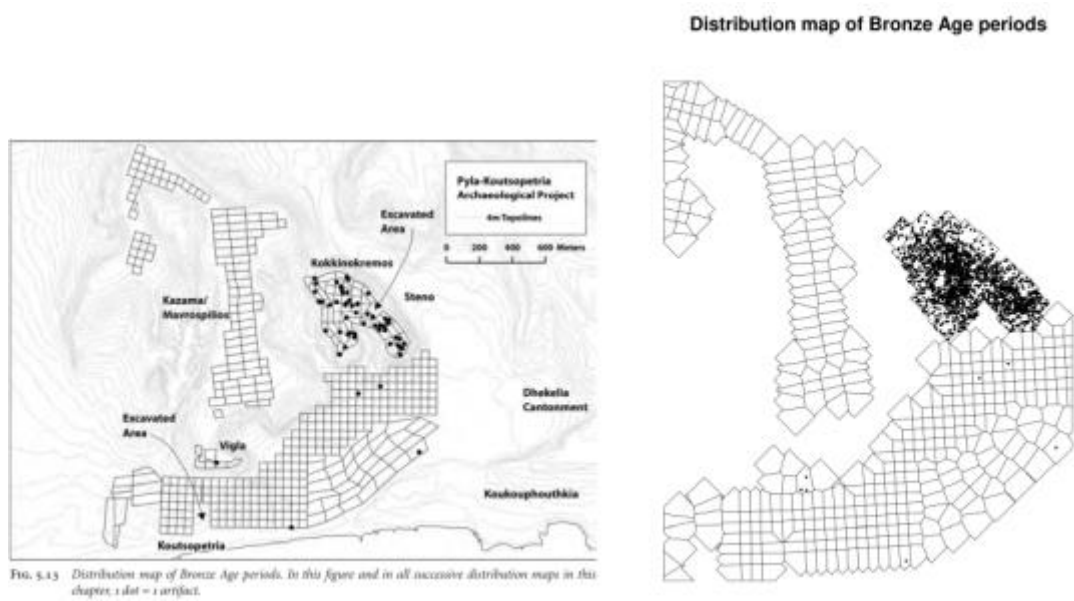 Distribution map of Bronze Age periods
Pyla-Koutsopetria
Archaeological Project
4m Topolines
0 200 400 600 Meters
Excavated
Area
Kokkinokremos
Steno
Kazama/
Mavrospilios
Dhekelia
Cantonment
Excavated
Area
Vigla
Koukouphouthkia
Koutsopetria
FIG. 5.13 Distribution map of Bronze Age periods. In this figure and in all successive distribution maps in this
chapter, 1 dot = 1 artifact.